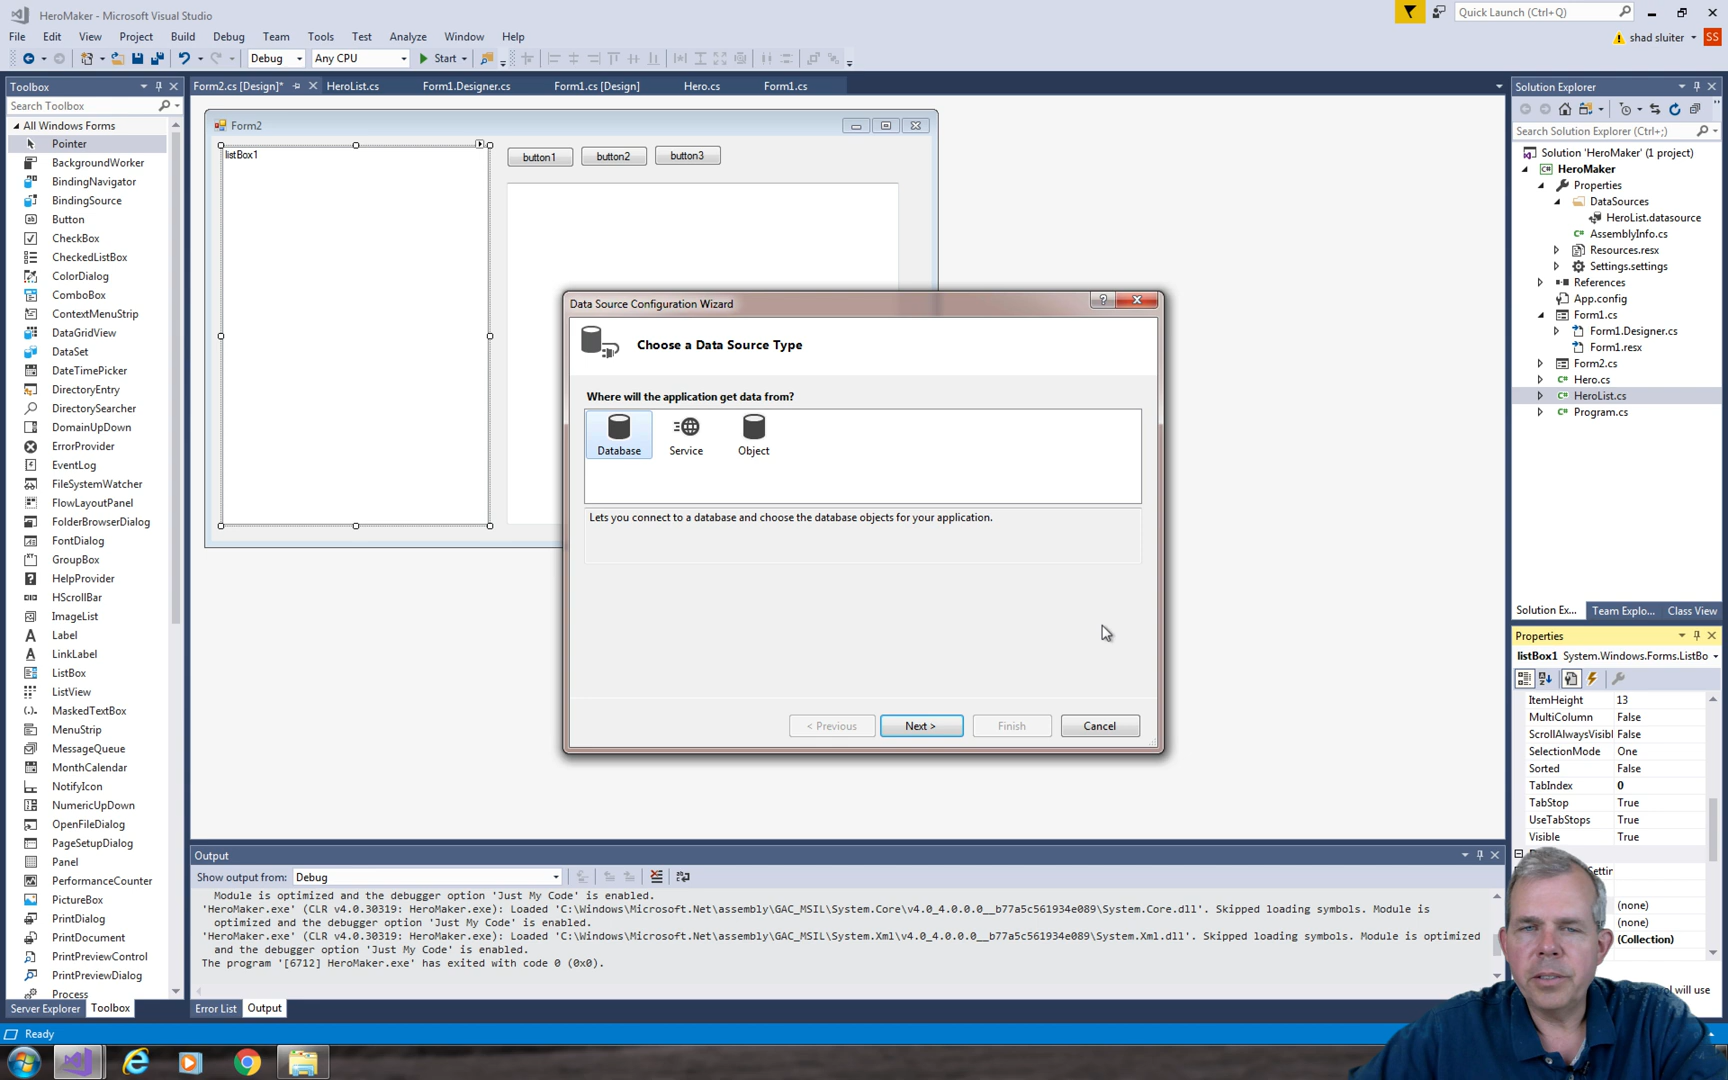 HeroMaker - Microsoft Visual Studio
Quick Launch (Ctrl+Q)
File Edit View Project Build Debug Team Tools Test Analyze Window Help
shad sluiter SS
Debug Any CPU Start
Toolbox
Search Toolbox
All Windows Forms
Pointer
BackgroundWorker
BindingNavigator
BindingSource
Button
CheckBox
CheckedListBox
ColorDialog
ComboBox
ContextMenuStrip
DataGridView
DataSet
DateTimePicker
DirectoryEntry
DirectorySearcher
DomainUpDown
ErrorProvider
EventLog
FileSystemWatcher
FlowLayoutPanel
FolderBrowserDialog
FontDialog
GroupBox
HelpProvider
HScrollBar
ImageList
Label
LinkLabel
ListBox
ListView
MaskedTextBox
MenuStrip
MessageQueue
MonthCalendar
NotifyIcon
NumericUpDown
OpenFileDialog
PageSetupDialog
Panel
PerformanceCounter
PictureBox
PrintDialog
PrintDocument
PrintPreviewControl
PrintPreviewDialog
Process
Server Explorer Toolbox
Form2.cs [Design]* HeroList.cs Form1.Designer.cs Form1.cs [Design] Hero.cs Form1.cs
Form2
listBox1
button1 button2 button3
Data Source Configuration Wizard
Choose a Data Source Type
Where will the application get data from?
Database Service Object
Lets you connect to a database and choose the database objects for your application.
< Previous Next > Finish Cancel
Output
Show output from: Debug
Module is optimized and the debugger option 'Just My Code' is enabled.
'HeroMaker.exe' (CLR v4.0.30319: HeroMaker.exe): Loaded 'C:\Windows\Microsoft.Net\assembly\GAC_MSIL\System.Core\v4.0_4.0.0.0__b77a5c561934e089\System.Core.dll'. Skipped loading symbols. Module is
optimized and the debugger option 'Just My Code' is enabled.
'HeroMaker.exe' (CLR v4.0.30319: HeroMaker.exe): Loaded 'C:\Windows\Microsoft.Net\assembly\GAC_MSIL\System.Xml\v4.0_4.0.0.0__b77a5c561934e089\System.Xml.dll'. Skipped loading symbols. Module is optimized
and the debugger option 'Just My Code' is enabled.
The program '[6712] HeroMaker.exe' has exited with code 0 (0x0).
Error List Output
Ready
Solution Explorer
Search Solution Explorer (Ctrl+;)
Solution 'HeroMaker' (1 project)
HeroMaker
Properties
DataSources
HeroList.datasource
AssemblyInfo.cs
Resources.resx
Settings.settings
References
App.config
Form1.cs
Form1.Designer.cs
Form1.resx
Form2.cs
Hero.cs
HeroList.cs
Program.cs
Solution Ex... Team Explo... Class View
Properties
listBox1 System.Windows.Forms.ListBo
ItemHeight 13
MultiColumn False
ScrollAlwaysVisibl False
SelectionMode One
Sorted False
TabIndex 0
TabStop True
UseTabStops True
Visible True
(none)
(none)
(Collection)
will use